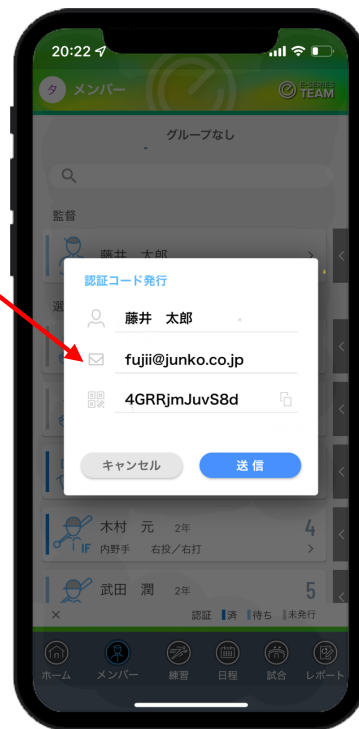 20:22
タ メンバー E-SERIES TEAM
グループなし
監督
藤井 太郎
認証コード発行
藤井 太郎
fujii@junko.co.jp
4GRRjmJuvS8d
キャンセル 送信
木村 元 2年 4
IF 内野手 右投／右打
武田 潤 2年 5
× 認証 済 待ち 未発行
ホーム メンバー 練習 日程 試合 レポート